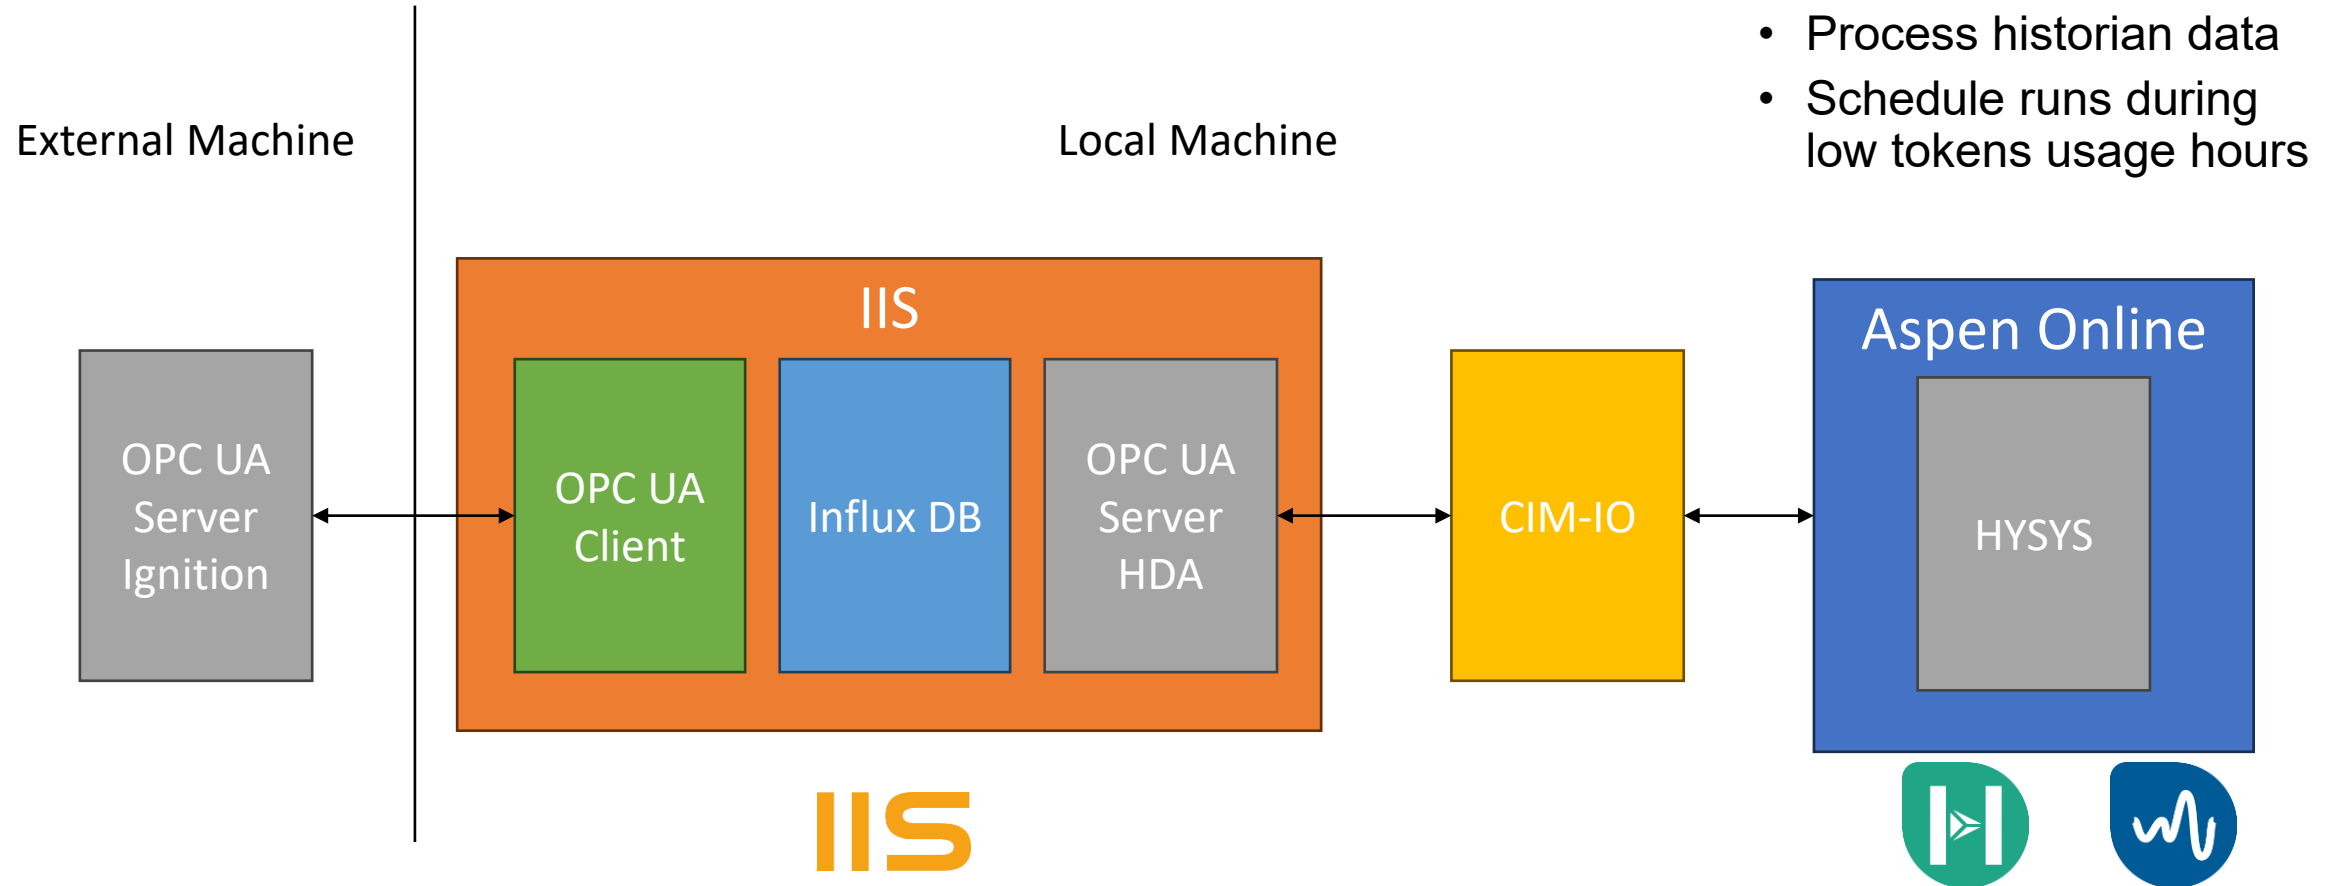 • Process historian data
• Schedule runs during
low tokens usage hours
External Machine
Local Machine
IIS
Aspen Online
OPC UA
Server
Ignition
OPC UA
Client
Influx DB
OPC UA
Server
HDA
CIM-IO
HYSYS
IIS
H